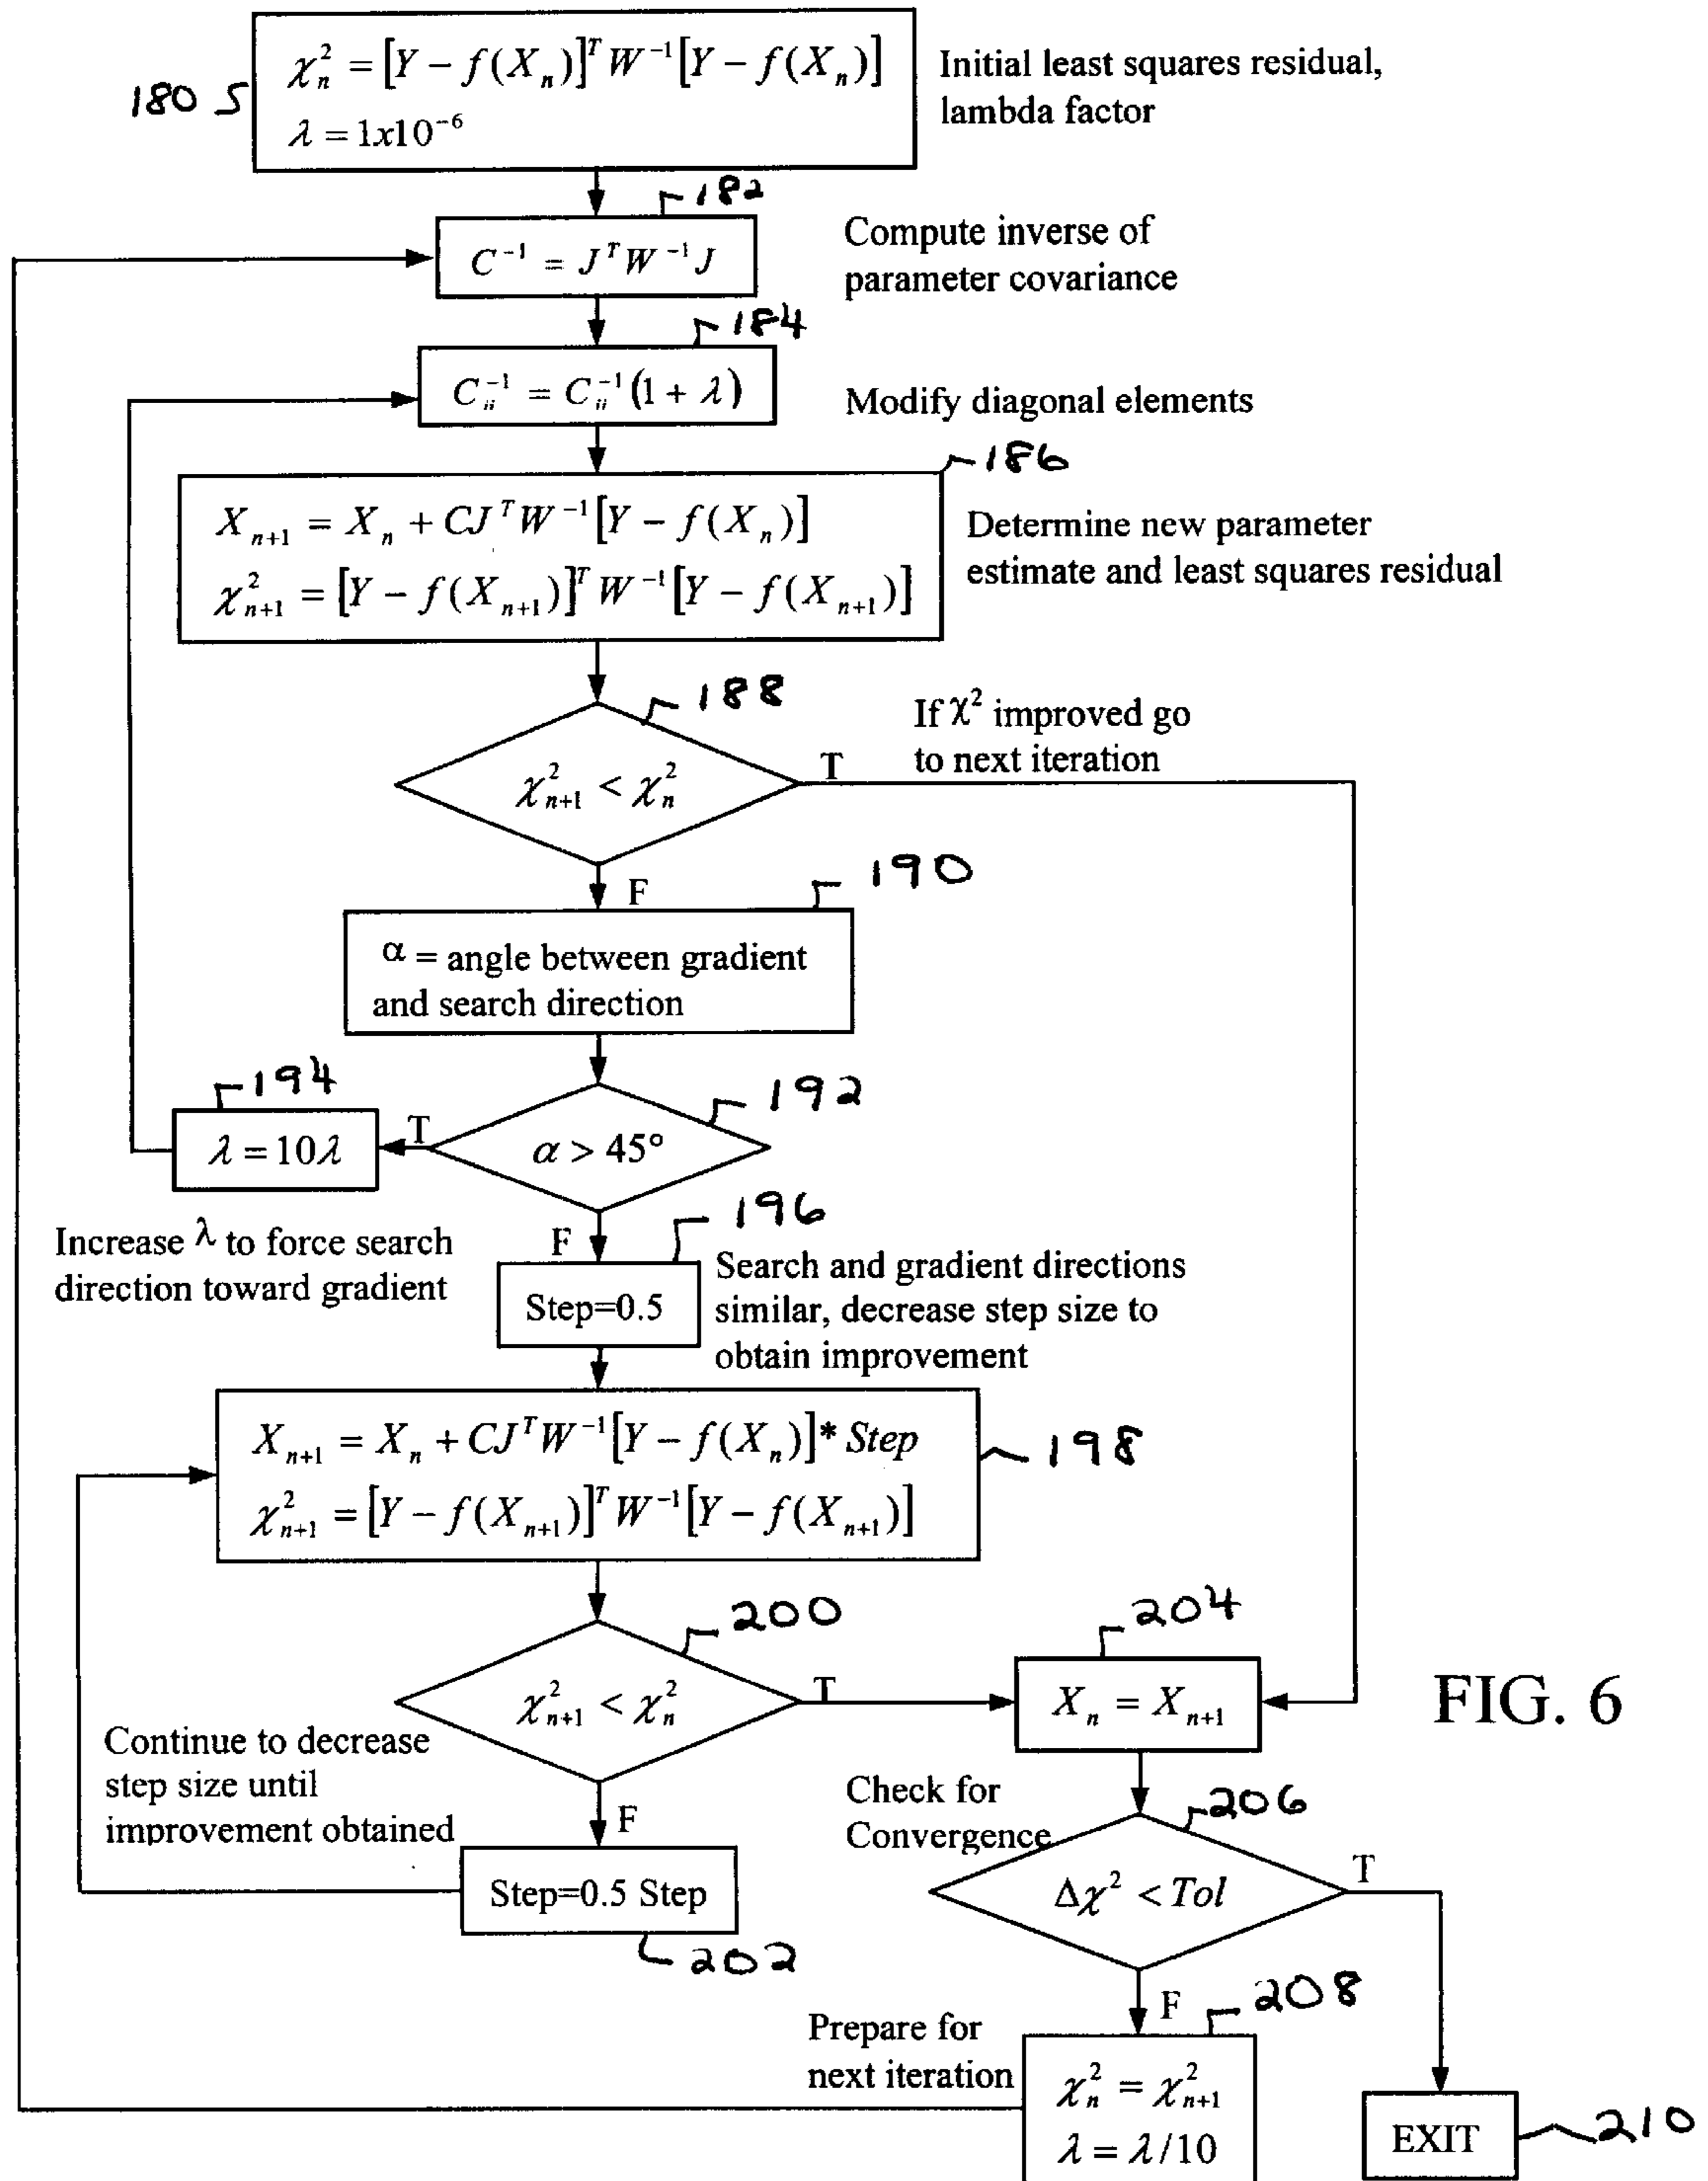 χ²ₙ = [Y − f(Xₙ)]ᵀ W⁻¹ [Y − f(Xₙ)]
λ = 1x10⁻⁶
180
Initial least squares residual,
lambda factor
182
C⁻¹ = Jᵀ W⁻¹ J
Compute inverse of
parameter covariance
184
Cᵢᵢ⁻¹ = Cᵢᵢ⁻¹ (1 + λ)
Modify diagonal elements
186
Xₙ₊₁ = Xₙ + CJᵀ W⁻¹ [Y − f(Xₙ)]
χ²ₙ₊₁ = [Y − f(Xₙ₊₁)]ᵀ W⁻¹ [Y − f(Xₙ₊₁)]
Determine new parameter
estimate and least squares residual
188
χ²ₙ₊₁ < χ²ₙ
T
If χ² improved go
to next iteration
F
190
α = angle between gradient
and search direction
192
α > 45°
T
194
λ = 10λ
Increase λ to force search
direction toward gradient
F
196
Step=0.5
Search and gradient directions
similar, decrease step size to
obtain improvement
Xₙ₊₁ = Xₙ + CJᵀW⁻¹[Y − f(Xₙ)]* Step
χ²ₙ₊₁ = [Y − f(Xₙ₊₁)]ᵀ W⁻¹ [Y − f(Xₙ₊₁)]
198
200
χ²ₙ₊₁ < χ²ₙ
T
F
Continue to decrease
step size until
improvement obtained
Step=0.5 Step
202
204
Xₙ = Xₙ₊₁
FIG. 6
Check for
Convergence
206
Δχ² < Tol
T
F
208
Prepare for
next iteration
χ²ₙ = χ²ₙ₊₁
λ = λ/10
EXIT
210